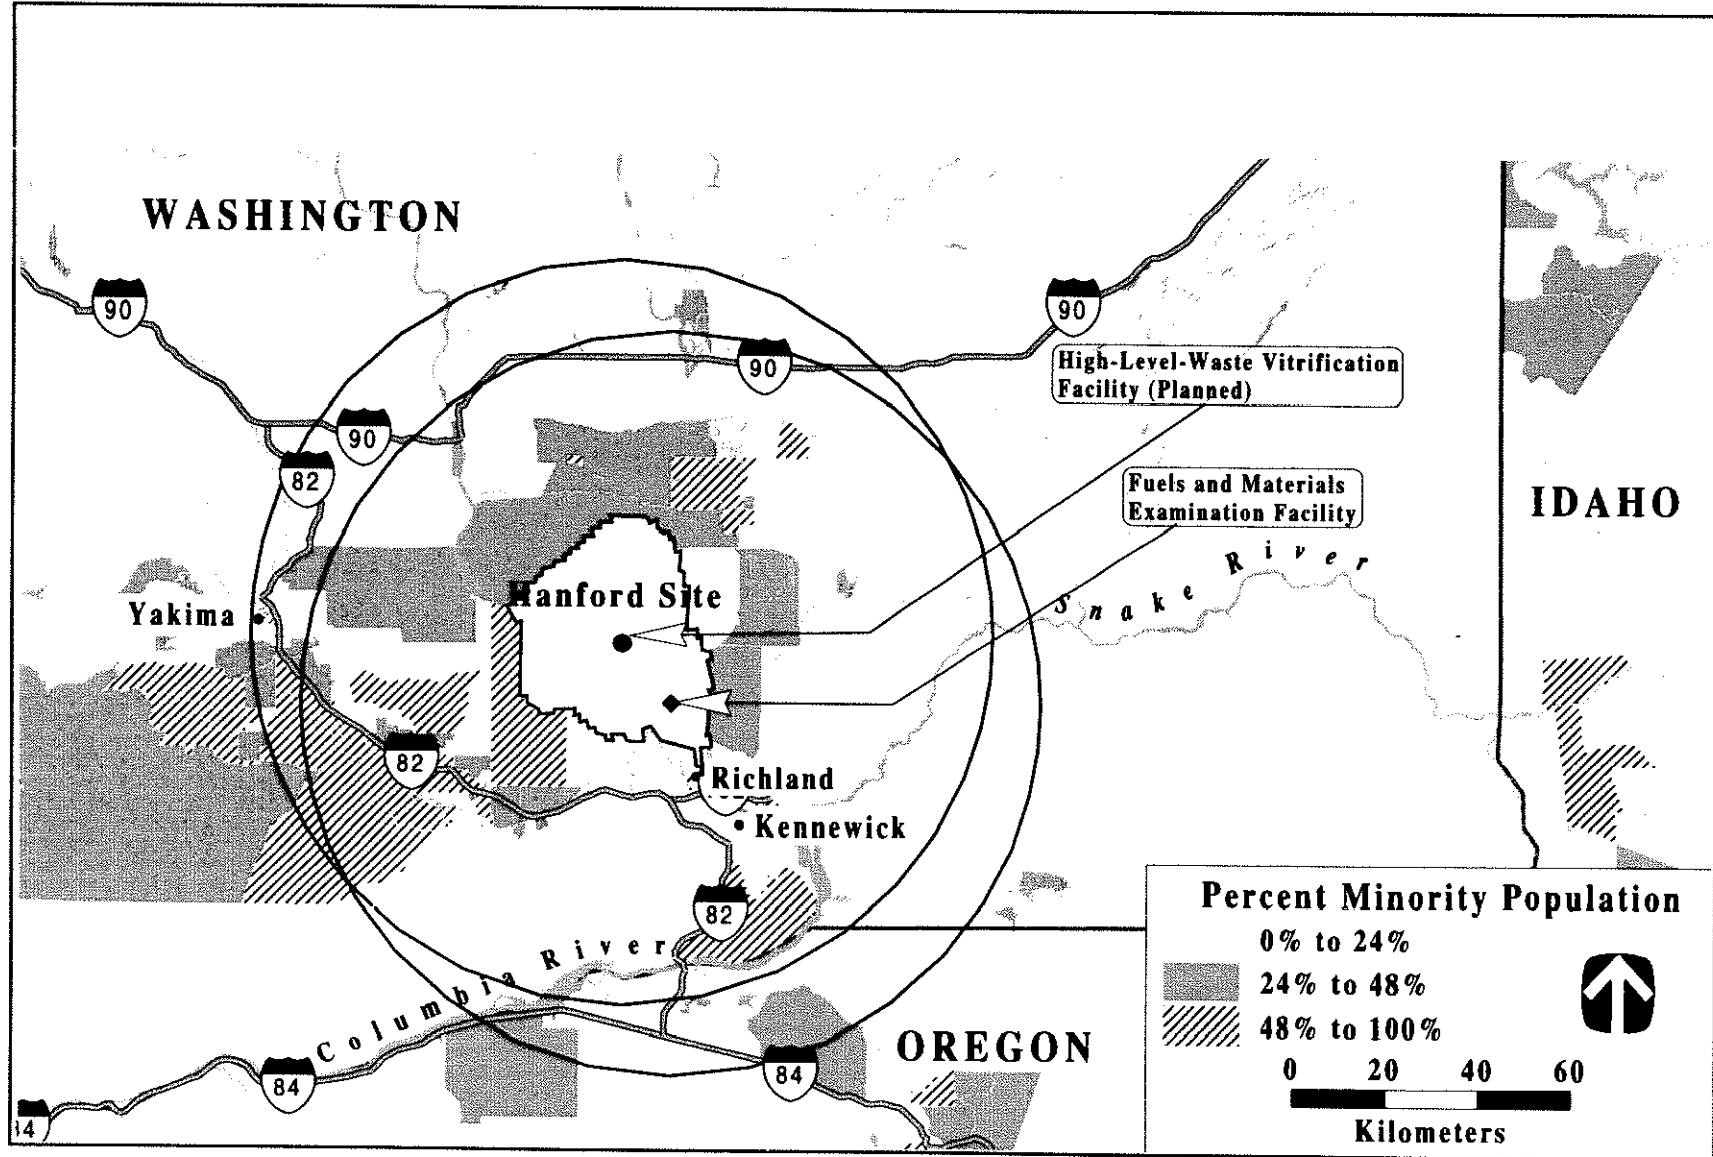 WASHINGTON
90
90
90
90
High-Level-Waste Vitrification
Facility (Planned)
82
Fuels and Materials
Examination Facility
IDAHO
Snake River
Hanford Site
Yakima
82
Richland
Kennewick
82
Columbia River
OREGON
84
84
84
Percent Minority Population
0% to 24%
24% to 48%
48% to 100%
0 20 40 60
Kilometers